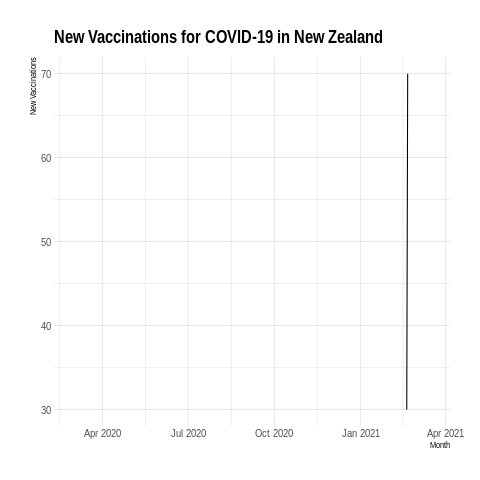 New Vaccinations for COVID-19 in New Zealand
New Vaccinations
70
60
50
40
30
Apr 2020 Jul 2020 Oct 2020 Jan 2021 Apr 2021
Month